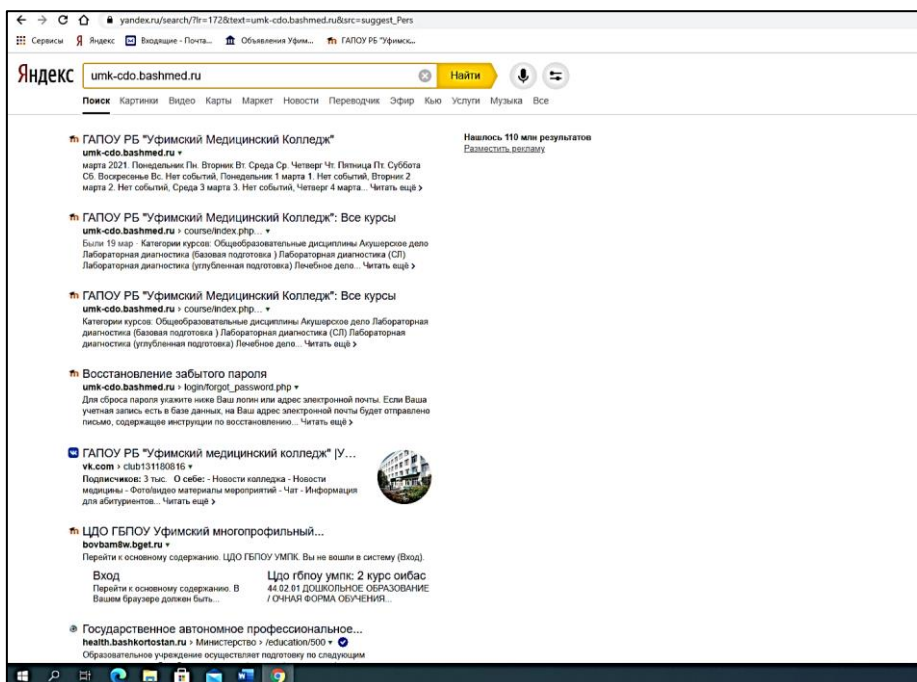 yandex.ru/search/?lr=172&text=umk-cdo.bashmed.ru&src=suggest_Pers
Сервисы Яндекс Входящие - Почта... Объявления Уфим... ГАПОУ РБ "Уфимск...
Яндекс umk-cdo.bashmed.ru Найти
Поиск Картинки Видео Карты Маркет Новости Переводчик Эфир Кью Услуги Музыка Все
ГАПОУ РБ "Уфимский Медицинский Колледж"
umk-cdo.bashmed.ru
марта 2021. Понедельник Пн. Вторник Вт. Среда Ср. Четверг Чт. Пятница Пт. Суббота
Сб. Воскресенье Вс. Нет событий, Понедельник 1 марта 1. Нет событий, Вторник 2
марта 2. Нет событий, Среда 3 марта 3. Нет событий, Четверг 4 марта... Читать ещё >
Нашлось 110 млн результатов
Разместить рекламу
ГАПОУ РБ "Уфимский Медицинский Колледж": Все курсы
umk-cdo.bashmed.ru > course/index.php...
Были 19 мар · Категории курсов: Общеобразовательные дисциплины Акушерское дело
Лабораторная диагностика (базовая подготовка ) Лабораторная диагностика (СЛ)
Лабораторная диагностика (углубленная подготовка) Лечебное дело... Читать ещё >
ГАПОУ РБ "Уфимский Медицинский Колледж": Все курсы
umk-cdo.bashmed.ru > course/index.php...
Категории курсов: Общеобразовательные дисциплины Акушерское дело Лабораторная
диагностика (базовая подготовка ) Лабораторная диагностика (СЛ) Лабораторная
диагностика (углубленная подготовка) Лечебное дело... Читать ещё >
Восстановление забытого пароля
umk-cdo.bashmed.ru > login/forgot_password.php
Для сброса пароля укажите ниже Ваш логин или адрес электронной почты. Если Ваша
учетная запись есть в базе данных, на Ваш адрес электронной почты будет отправлено
письмо, содержащее инструкции по восстановлению... Читать ещё >
ГАПОУ РБ "Уфимский медицинский колледж" |У...
vk.com > club131180816
Подписчиков: 3 тыс. О себе: - Новости колледжа - Новости
медицины - Фото/видео материалы мероприятий - Чат - Информация
для абитуриентов... Читать ещё >
ЦДО ГБПОУ Уфимский многопрофильный...
bovbam8w.bget.ru
Перейти к основному содержанию. ЦДО ГБПОУ УМПК. Вы не вошли в систему (Вход).
Вход
Перейти к основному содержанию. В
Вашем браузере должен быть...
Цдо гбпоу умпк: 2 курс оибас
44.02.01 ДОШКОЛЬНОЕ ОБРАЗОВАНИЕ
/ ОЧНАЯ ФОРМА ОБУЧЕНИЯ...
Государственное автономное профессиональное...
health.bashkortostan.ru > Министерство > /education/500
Образовательное учреждение осуществляет подготовку по следующим